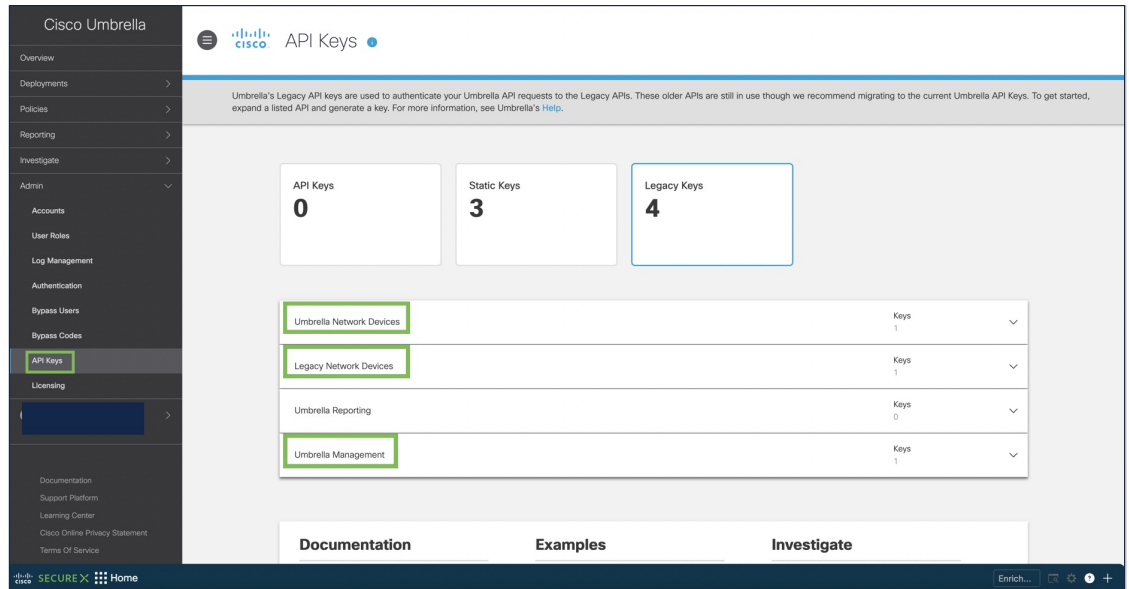 Cisco Umbrella
Overview
Deployments
Policies
Reporting
Investigate
Admin
Accounts
User Roles
Log Management
Authentication
Bypass Users
Bypass Codes
API Keys
Licensing
Documentation
Support Platform
Learning Center
Cisco Online Privacy Statement
Terms Of Service
CISCO
API Keys
Umbrella's Legacy API keys are used to authenticate your Umbrella API requests to the Legacy APIs. These older APIs are still in use though we recommend migrating to the current Umbrella API Keys. To get started,
expand a listed API and generate a key. For more information, see Umbrella's Help.
API Keys
0
Static Keys
3
Legacy Keys
4
Umbrella Network Devices
Keys
1
Legacy Network Devices
Keys
1
Umbrella Reporting
Keys
0
Umbrella Management
Keys
1
Documentation
Examples
Investigate
CISCO SECUREX Home
Enrich...